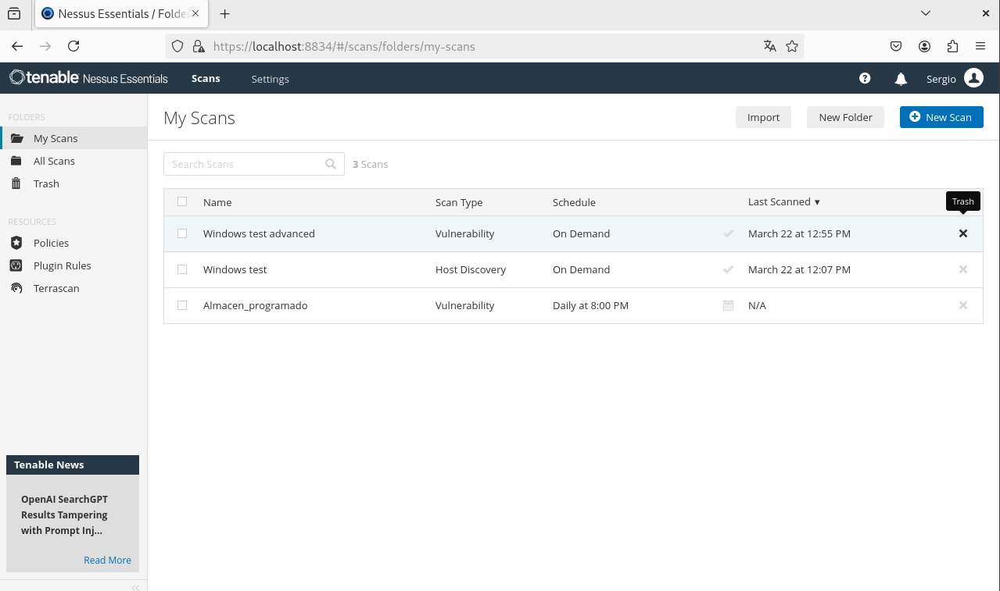 Nessus Essentials / Folde
https://localhost:8834/#/scans/folders/my-scans
tenable Nessus Essentials
Scans
Settings
Sergio
FOLDERS
My Scans
All Scans
Trash
RESOURCES
Policies
Plugin Rules
Terrascan
Tenable News
OpenAI SearchGPT
Results Tampering
with Prompt Inj...
Read More
My Scans
Import
New Folder
New Scan
Search Scans
3 Scans
Trash
Name Scan Type Schedule Last Scanned ▼
Windows test advanced Vulnerability On Demand March 22 at 12:55 PM
Windows test Host Discovery On Demand March 22 at 12:07 PM
Almacen_programado Vulnerability Daily at 8:00 PM N/A